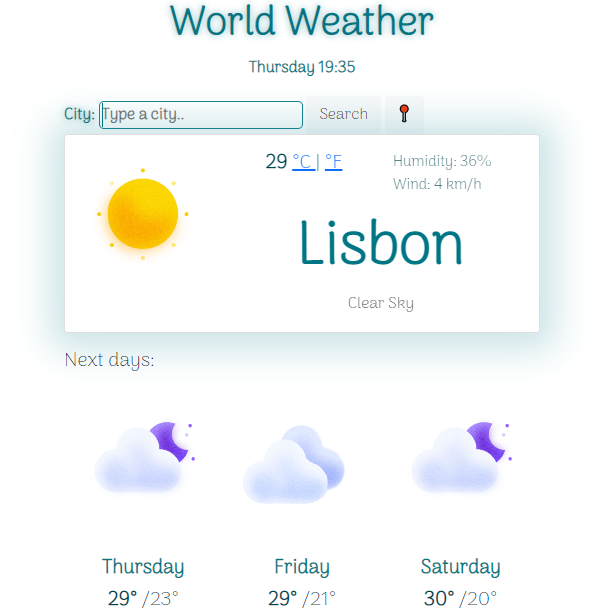 World Weather
Thursday 19:35
City: Type a city.. Search
29 °C | °F
Humidity: 36%
Wind: 4 km/h
Lisbon
Clear Sky
Next days:
Thursday Friday Saturday
29° /23° 29° /21° 30° /20°